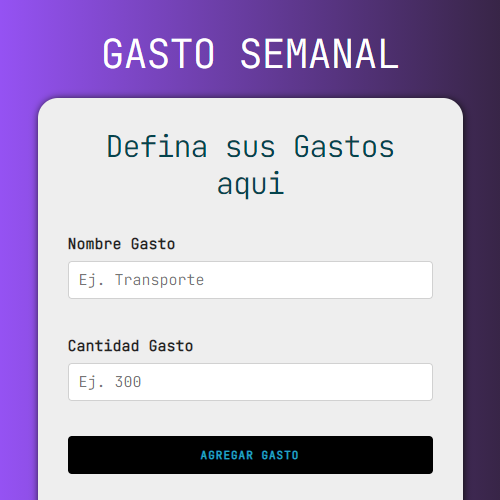 GASTO SEMANAL
Defina sus Gastos
aqui
Nombre Gasto
Ej. Transporte
Cantidad Gasto
Ej. 300
AGREGAR GASTO